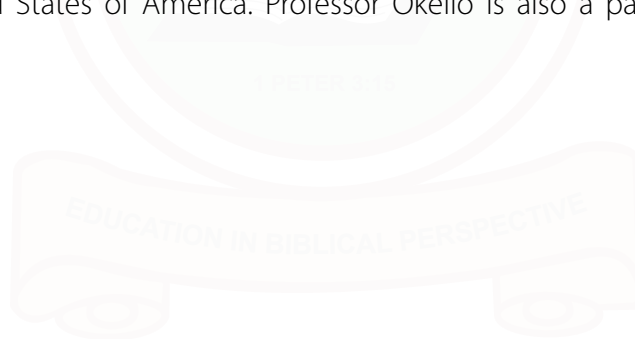 States of America. Professor Okello is also a pa
1 PETER 3:15
EDUCATION IN BIBLICAL PERSPECTIVE